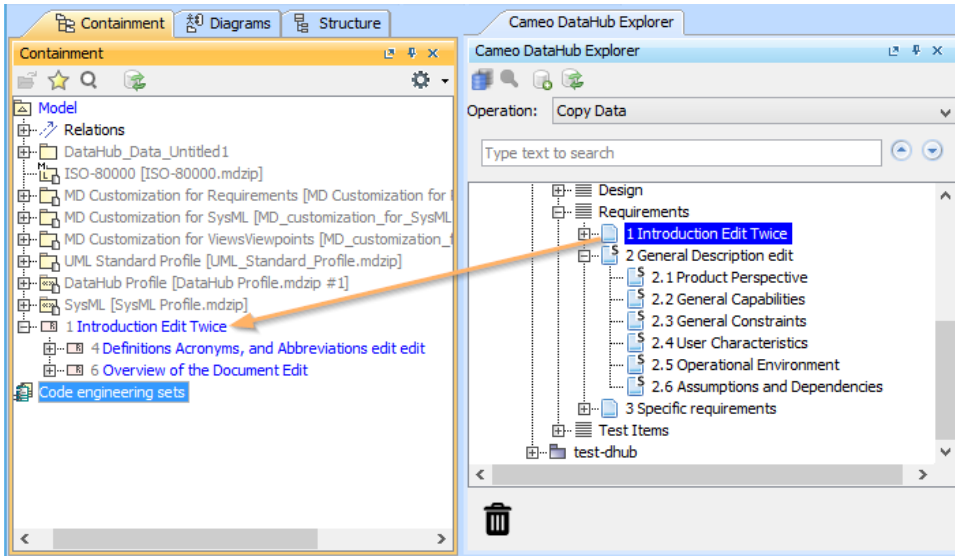 Containment
Diagrams
Structure
Containment
Model
Relations
DataHub_Data_Untitled1
ISO-80000 [ISO-80000.mdzip]
MD Customization for Requirements [MD Customization for
MD Customization for SysML [MD_customization_for_SysML
MD Customization for ViewsViewpoints [MD_customization_f
UML Standard Profile [UML_Standard_Profile.mdzip]
DataHub Profile [DataHub Profile.mdzip #1]
SysML [SysML Profile.mdzip]
1 Introduction Edit Twice
4 Definitions Acronyms, and Abbreviations edit edit
6 Overview of the Document Edit
Code engineering sets
Cameo DataHub Explorer
Cameo DataHub Explorer
Operation: Copy Data
Type text to search
Design
Requirements
1 Introduction Edit Twice
2 General Description edit
2.1 Product Perspective
2.2 General Capabilities
2.3 General Constraints
2.4 User Characteristics
2.5 Operational Environment
2.6 Assumptions and Dependencies
3 Specific requirements
Test Items
test-dhub